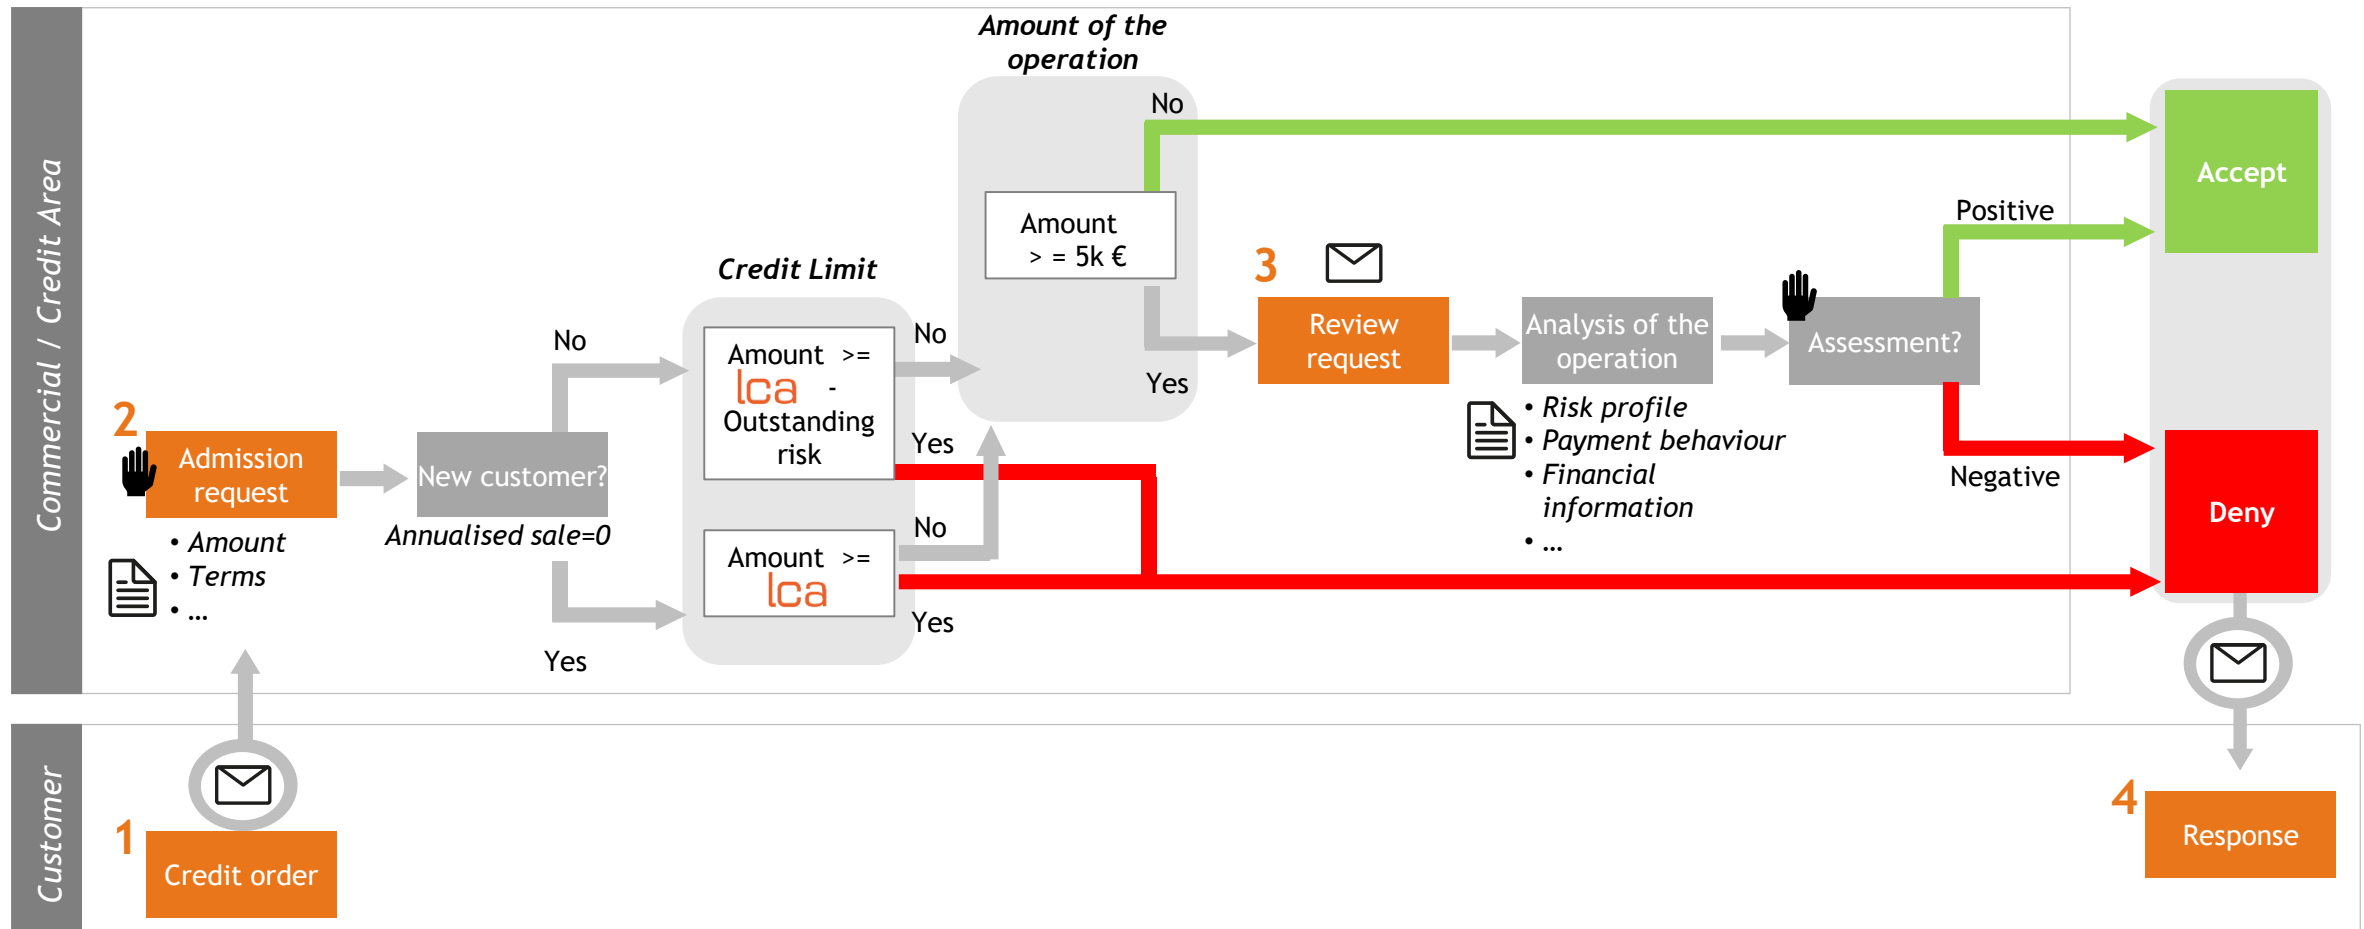 Commercial / Credit Area
Amount of the
operation
No
Amount
> = 5k €
Yes
Accept
Positive
3
Review
request
Analysis of the
operation
Assessment?
• Risk profile
• Payment behaviour
• Financial
information
• …
Negative
Deny
Credit Limit
No
Amount >=
lca -
Outstanding
risk
No
Yes
Amount >=
lca
No
Yes
2
Admission
request
• Amount
• Terms
• …
New customer?
Annualised sale=0
Yes
Customer
1
Credit order
4
Response